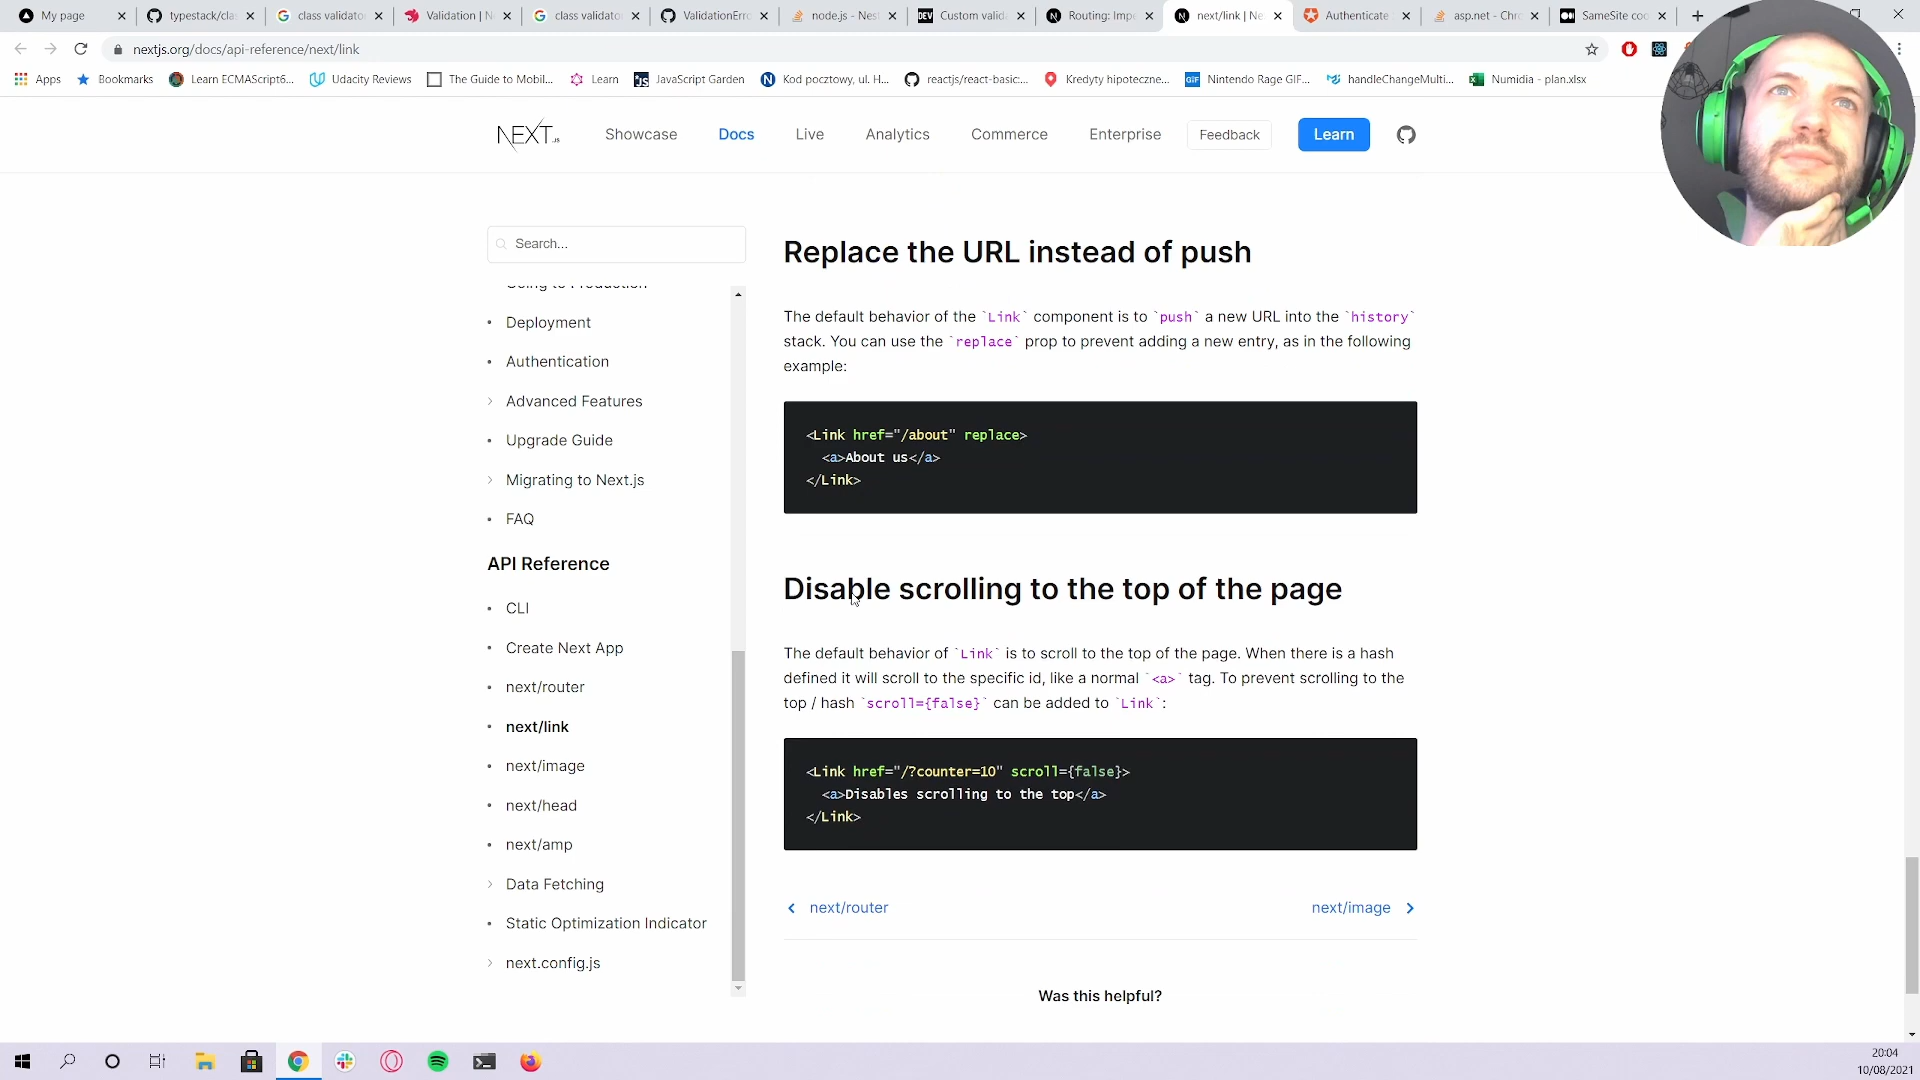 My page
typestack/cla
class validato
Validation | N
class validato
ValidationErro
node.js - Nest
Custom valid
Routing: Impe
next/link | Ne
Authenticate
asp.net - Chro
SameSite coo
nextjs.org/docs/api-reference/next/link
Apps
Bookmarks
Learn ECMAScript6...
Udacity Reviews
The Guide to Mobil...
Learn
JavaScript Garden
Kod pocztowy, ul. H...
reactjs/react-basic:...
Kredyty hipoteczne...
Nintendo Rage GIF...
handleChangeMulti...
Numidia - plan.xlsx
NEXT.JS
Showcase
Docs
Live
Analytics
Commerce
Enterprise
Feedback
Learn
Search...
Going to Production
Deployment
Authentication
Advanced Features
Upgrade Guide
Migrating to Next.js
FAQ
API Reference
CLI
Create Next App
next/router
next/link
next/image
next/head
next/amp
Data Fetching
Static Optimization Indicator
next.config.js
Replace the URL instead of push
The default behavior of the `Link` component is to `push` a new URL into the `history`
stack. You can use the `replace` prop to prevent adding a new entry, as in the following
example:
<Link href="/about" replace>
<a>About us</a>
</Link>
Disable scrolling to the top of the page
The default behavior of `Link` is to scroll to the top of the page. When there is a hash
defined it will scroll to the specific id, like a normal `<a>` tag. To prevent scrolling to the
top / hash `scroll={false}` can be added to `Link`:
<Link href="/?counter=10" scroll={false}>
<a>Disables scrolling to the top</a>
</Link>
next/router
next/image
Was this helpful?
20:04
10/08/2021